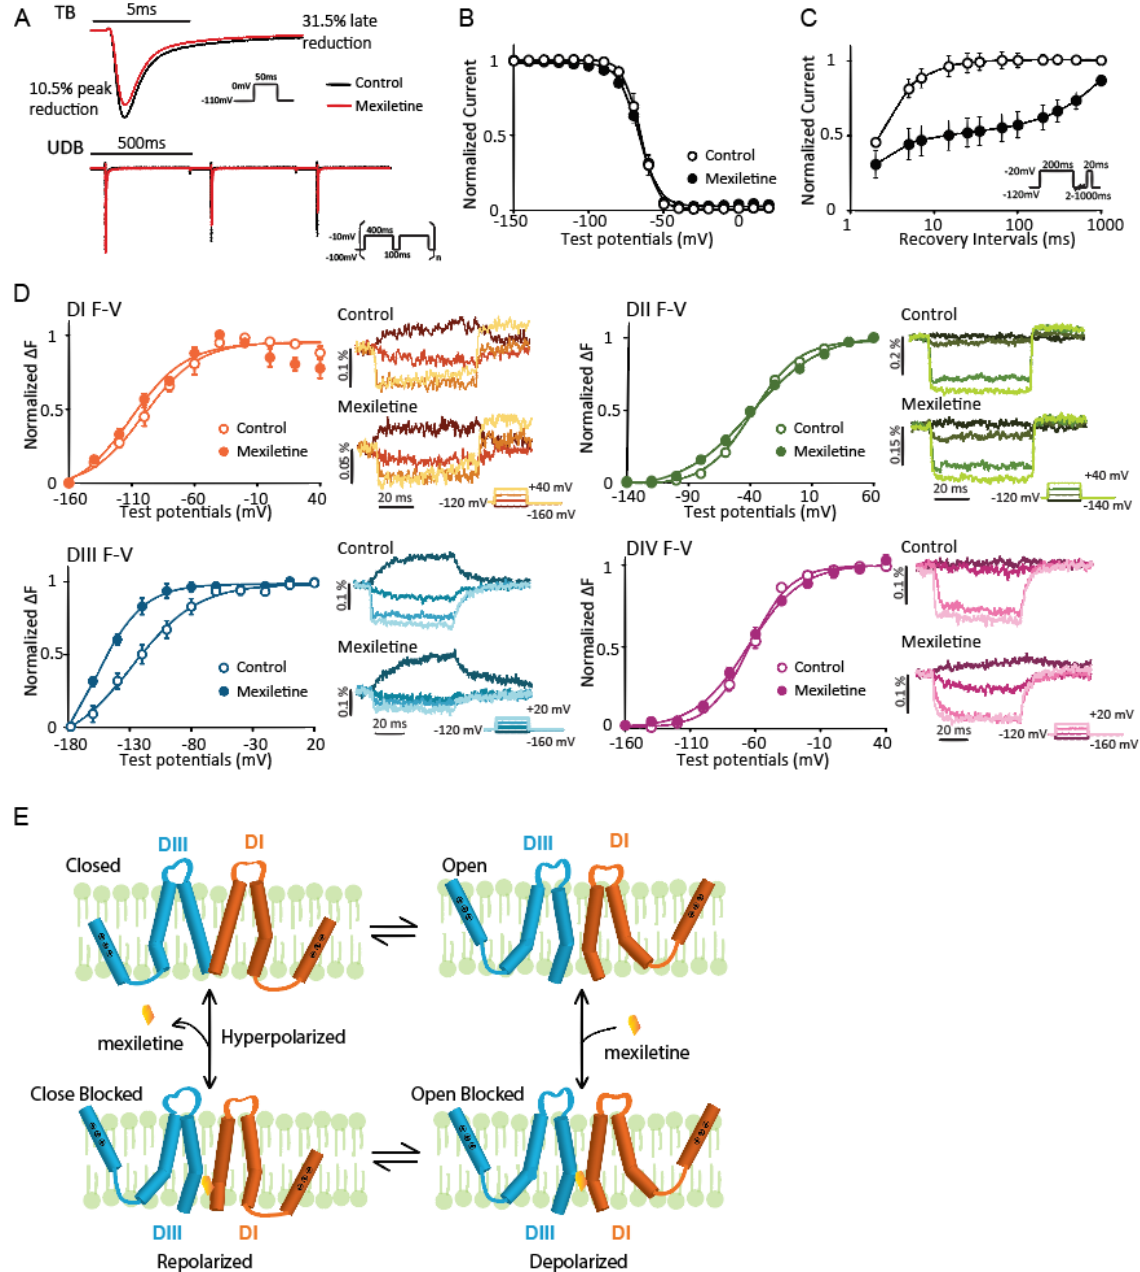 A
TB
5ms
31.5% late
reduction
10.5% peak
reduction
0mV
50ms
-110mV
Control
Mexiletine
UDB
500ms
-10mV
400ms
-100mV
100ms
n
B
Normalized Current
1
0.5
0
Control
Mexiletine
-150
-100
-50
0
Test potentials (mV)
C
Normalized Current
1
0.5
0
Control
Mexiletine
-20mV
200ms
20ms
-120mV
2-1000ms
1
10
100
1000
Recovery Intervals (ms)
D
DI F-V
Normalized ΔF
1
0.5
0
Control
Mexiletine
-160
-110
-60
-10
40
Test potentials (mV)
Control
0.1 %
Mexiletine
0.05 %
20 ms
+40 mV
-120 mV
-160 mV
DII F-V
Normalized ΔF
1
0.5
0
Control
Mexiletine
-140
-90
-40
10
60
Test potentials (mV)
Control
0.2 %
Mexiletine
0.15 %
20 ms
+40 mV
-120 mV
-140 mV
DIII F-V
Normalized ΔF
1
0.5
0
Control
Mexiletine
-180
-130
-80
-30
20
Test potentials (mV)
Control
0.1 %
Mexiletine
0.1 %
20 ms
+20 mV
-120 mV
-160 mV
DIV F-V
Normalized ΔF
1
0.5
0
Control
Mexiletine
-160
-110
-60
-10
40
Test potentials (mV)
Control
0.1 %
Mexiletine
0.1 %
20 ms
+20 mV
-120 mV
-160 mV
E
Closed
DIII
DI
Open
DIII
DI
mexiletine
Hyperpolarized
mexiletine
Close Blocked
Open Blocked
DIII
DI
DIII
DI
Repolarized
Depolarized